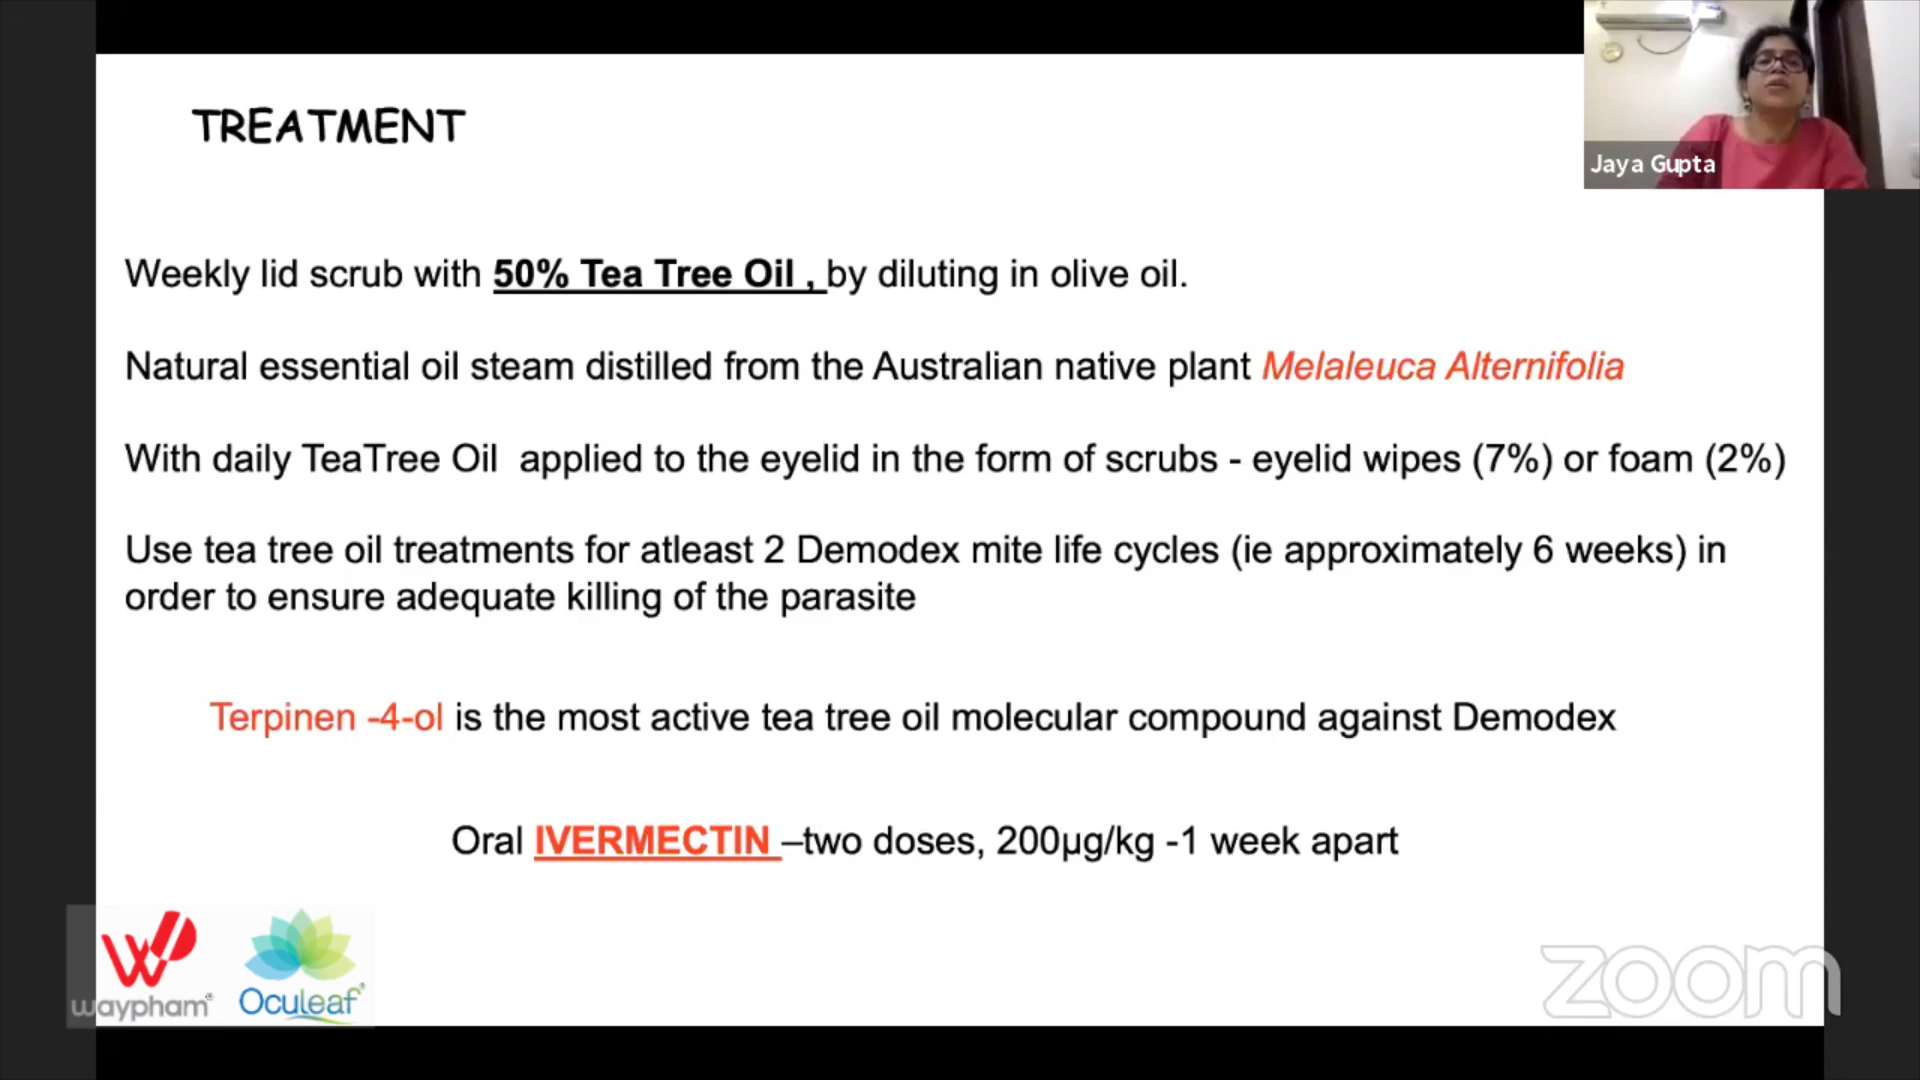 TREATMENT
Jaya Gupta
Weekly lid scrub with 50% Tea Tree Oil , by diluting in olive oil.
Natural essential oil steam distilled from the Australian native plant Melaleuca Alternifolia
With daily TeaTree Oil applied to the eyelid in the form of scrubs - eyelid wipes (7%) or foam (2%)
Use tea tree oil treatments for atleast 2 Demodex mite life cycles (ie approximately 6 weeks) in
order to ensure adequate killing of the parasite
Terpinen -4-ol is the most active tea tree oil molecular compound against Demodex
Oral IVERMECTIN –two doses, 200µg/kg -1 week apart
waypham®
Oculeaf®
zoom